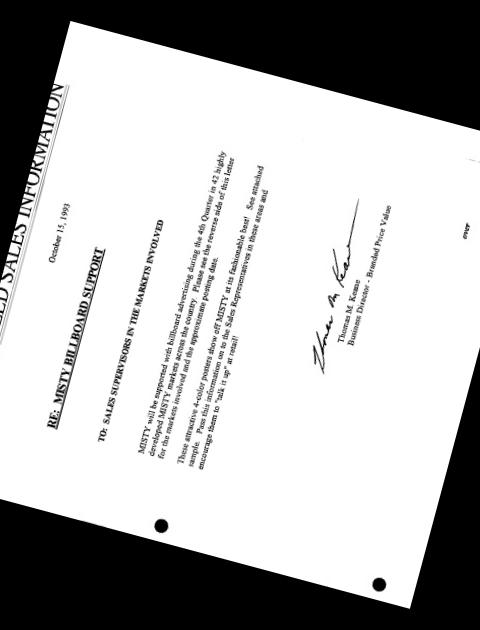 ED SALES INFORMATION
October 15, 1993
RE: MISTY BILLBOARD SUPPORT
TO: SALES SUPERVISORS IN THE MARKETS INVOLVED
MISTY will be supported with billboard advertising during the 4th Quarter in 42 highly
developed MISTY markets across the country. Please see the reverse side of this letter
for the markets involved and the approximate posting date.
These attractive 4-color posters show off MISTY at its fashionable best! See attached
sample. Pass this information on to the Sales Representatives in these areas and
encourage them to "talk it up" at retail!
Thomas M. Keane
Thomas M. Keane
Business Director - Branded Price Value
over